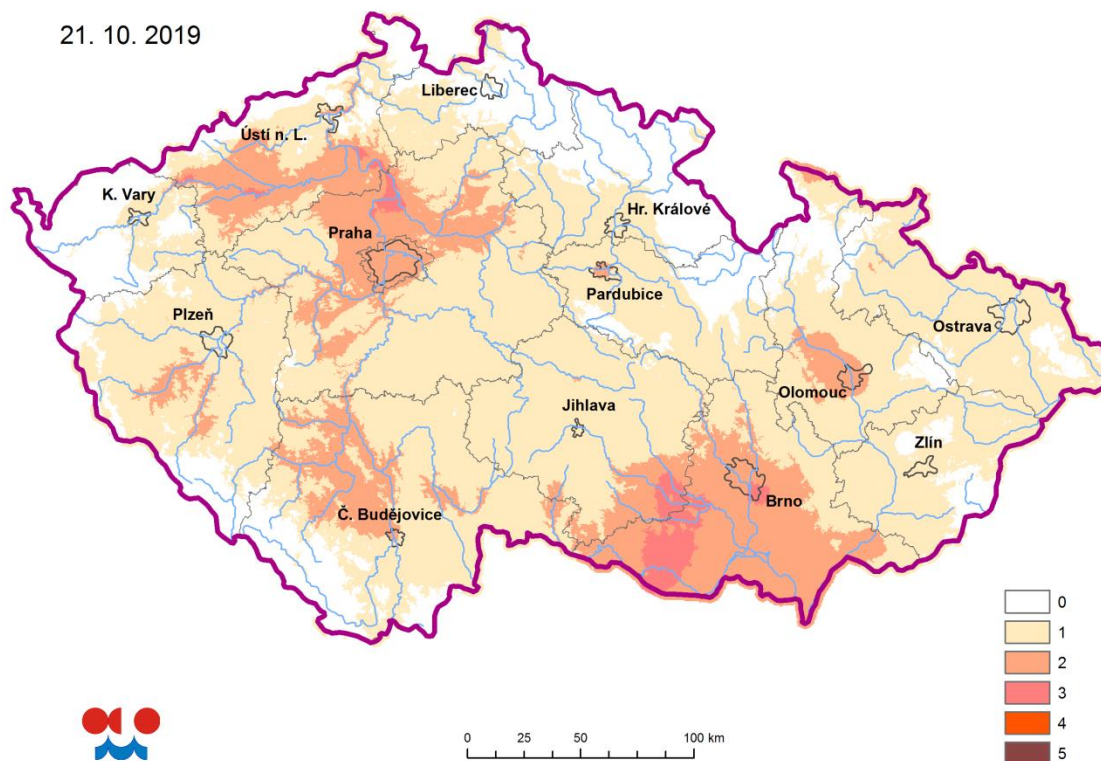 21. 10. 2019
Liberec
Ústí n. L.
K. Vary
Praha
Hr. Králové
Pardubice
Plzeň
Ostrava
Olomouc
Jihlava
Zlín
Brno
Č. Budějovice
0
1
2
3
4
5
0 25 50 100 km